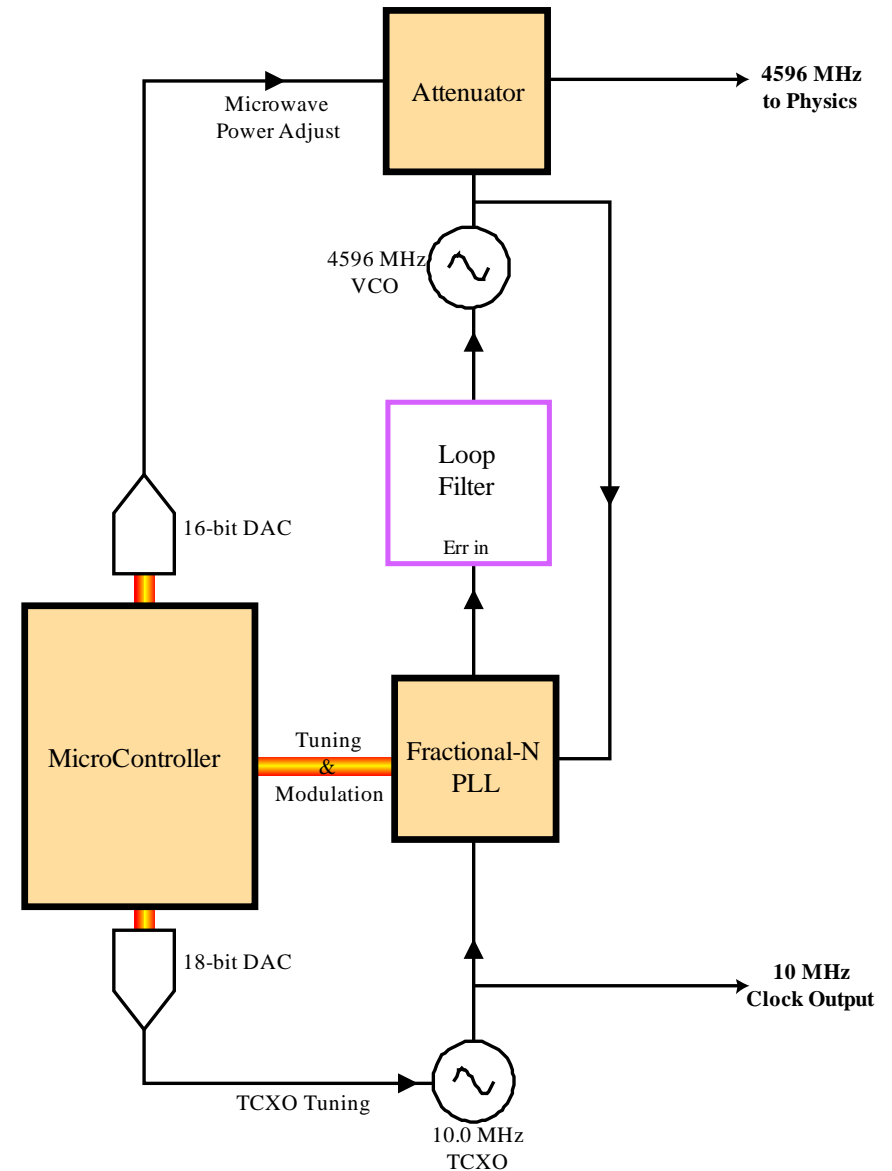 Attenuator
4596 MHz
to Physics
Microwave
Power Adjust
4596 MHz
VCO
Loop
Filter
Err in
16-bit DAC
MicroController
Tuning
&
Modulation
Fractional-N
PLL
18-bit DAC
10 MHz
Clock Output
TCXO Tuning
10.0 MHz
TCXO